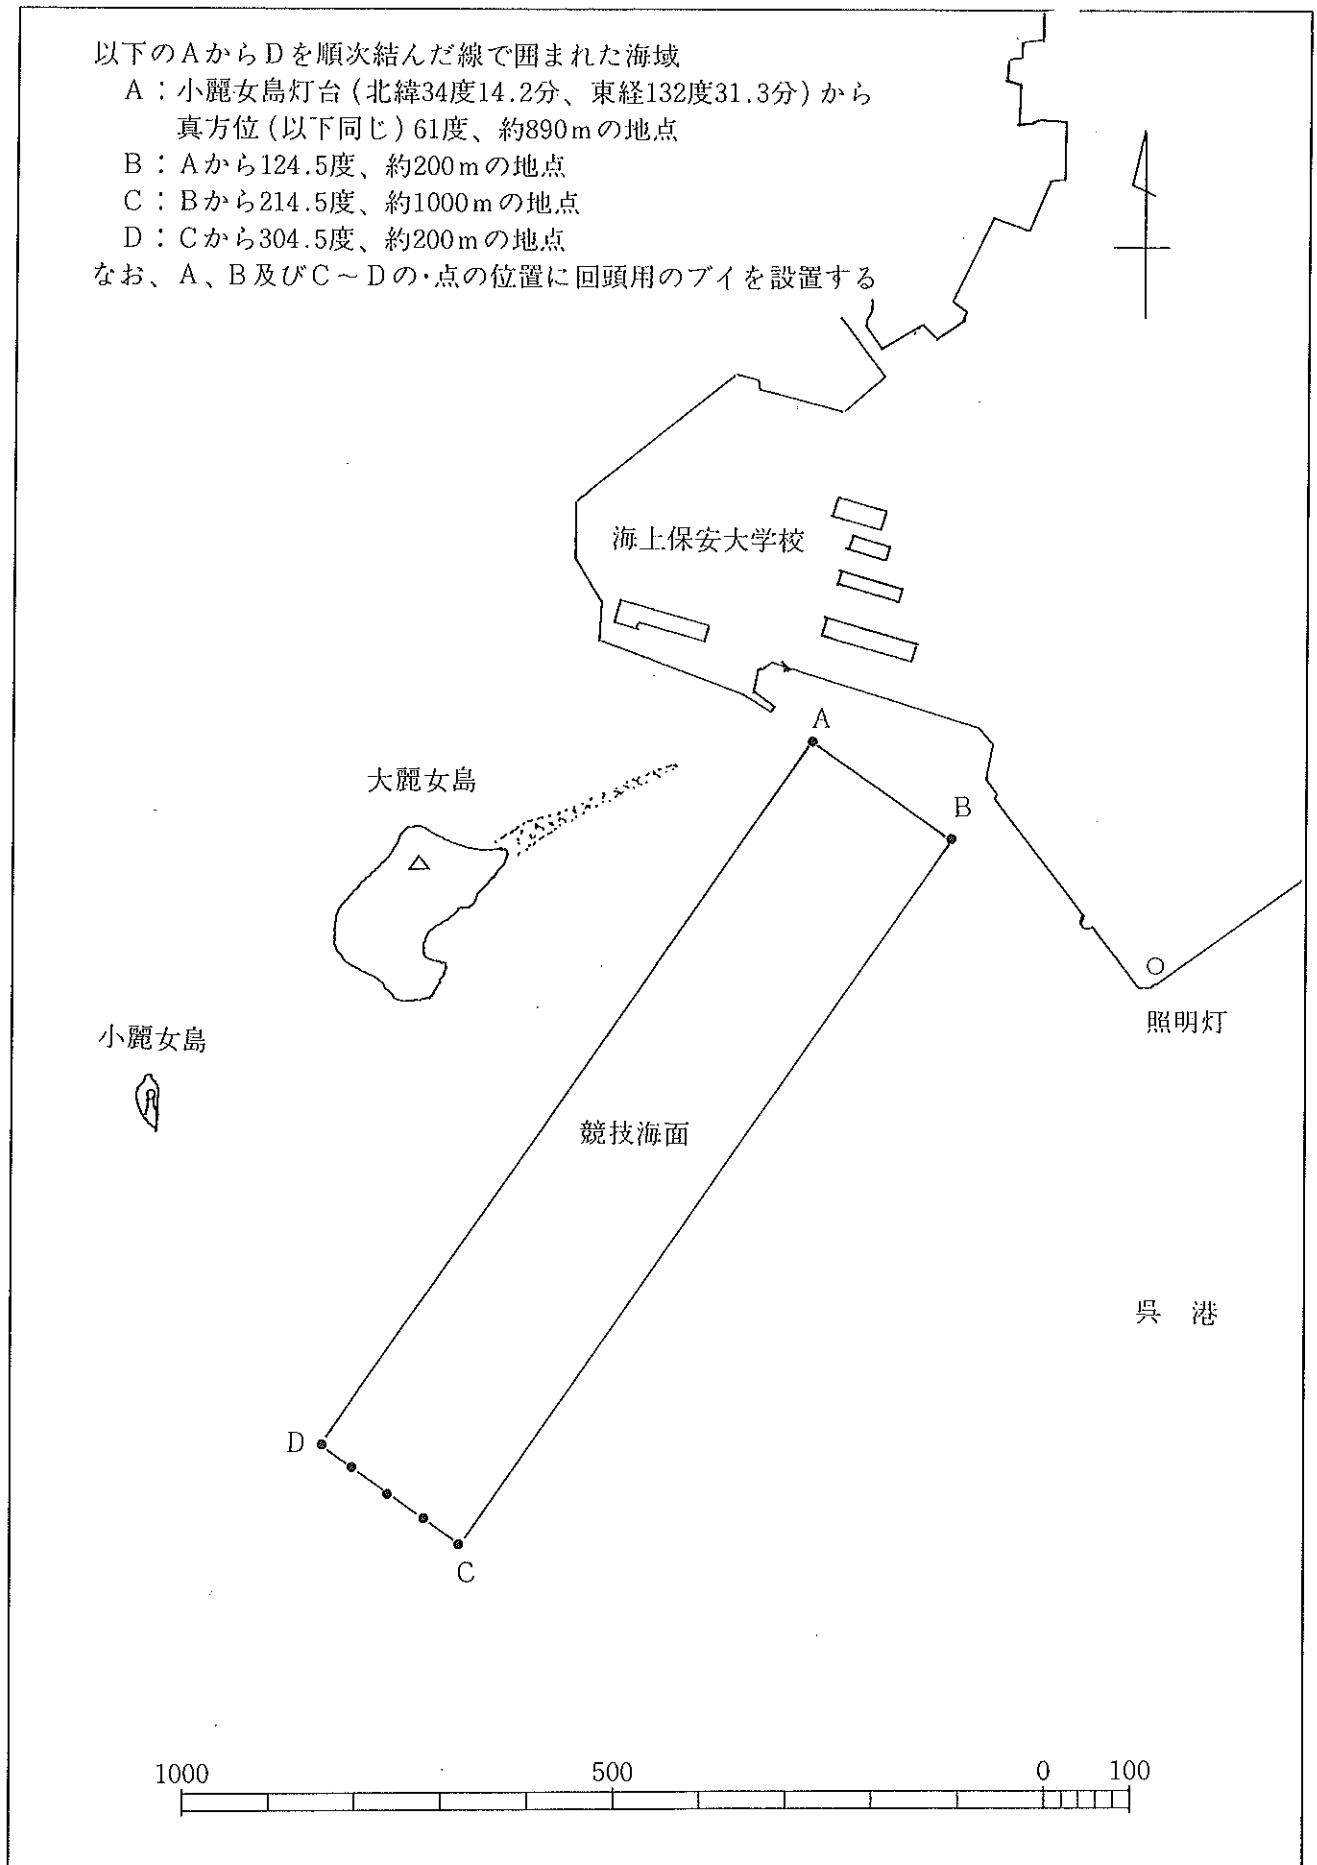 以下のAからDを順次結んだ線で囲まれた海域
A：小麗女島灯台（北緯34度14.2分、東経132度31.3分）から
真方位（以下同じ）61度、約890mの地点
B：Aから124.5度、約200mの地点
C：Bから214.5度、約1000mの地点
D：Cから304.5度、約200mの地点
なお、A、B及びC～Dの・点の位置に回頭用のブイを設置する
海上保安大学校
A
大麗女島
B
照明灯
小麗女島
競技海面
呉 港
D
C
1000 500 0 100